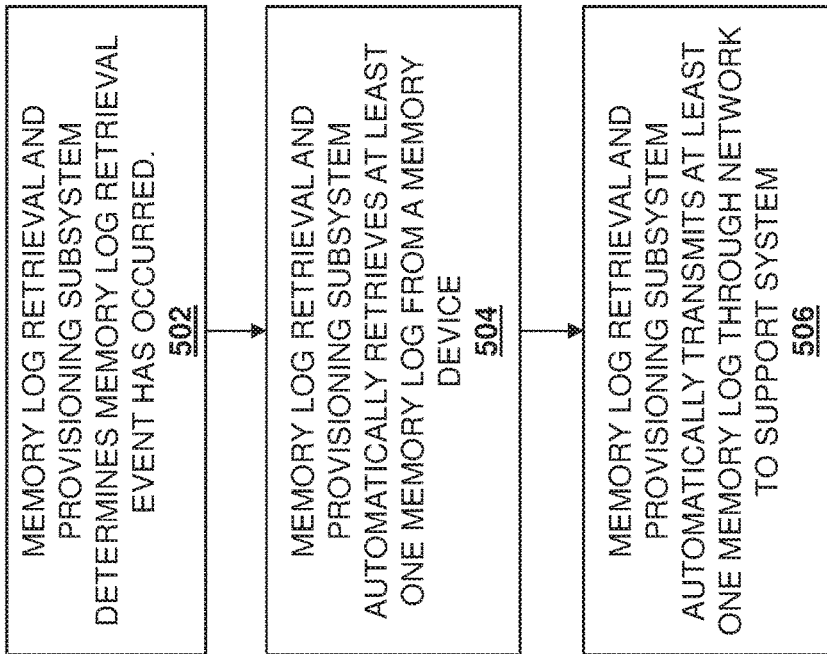 MEMORY LOG RETRIEVAL AND
PROVISIONING SUBSYSTEM
DETERMINES MEMORY LOG RETRIEVAL
EVENT HAS OCCURRED.
502
MEMORY LOG RETRIEVAL AND
PROVISIONING SUBSYSTEM
AUTOMATICALLY RETRIEVES AT LEAST
ONE MEMORY LOG FROM A MEMORY
DEVICE
504
MEMORY LOG RETRIEVAL AND
PROVISIONING SUBSYSTEM
AUTOMATICALLY TRANSMITS AT LEAST
ONE MEMORY LOG THROUGH NETWORK
TO SUPPORT SYSTEM
506